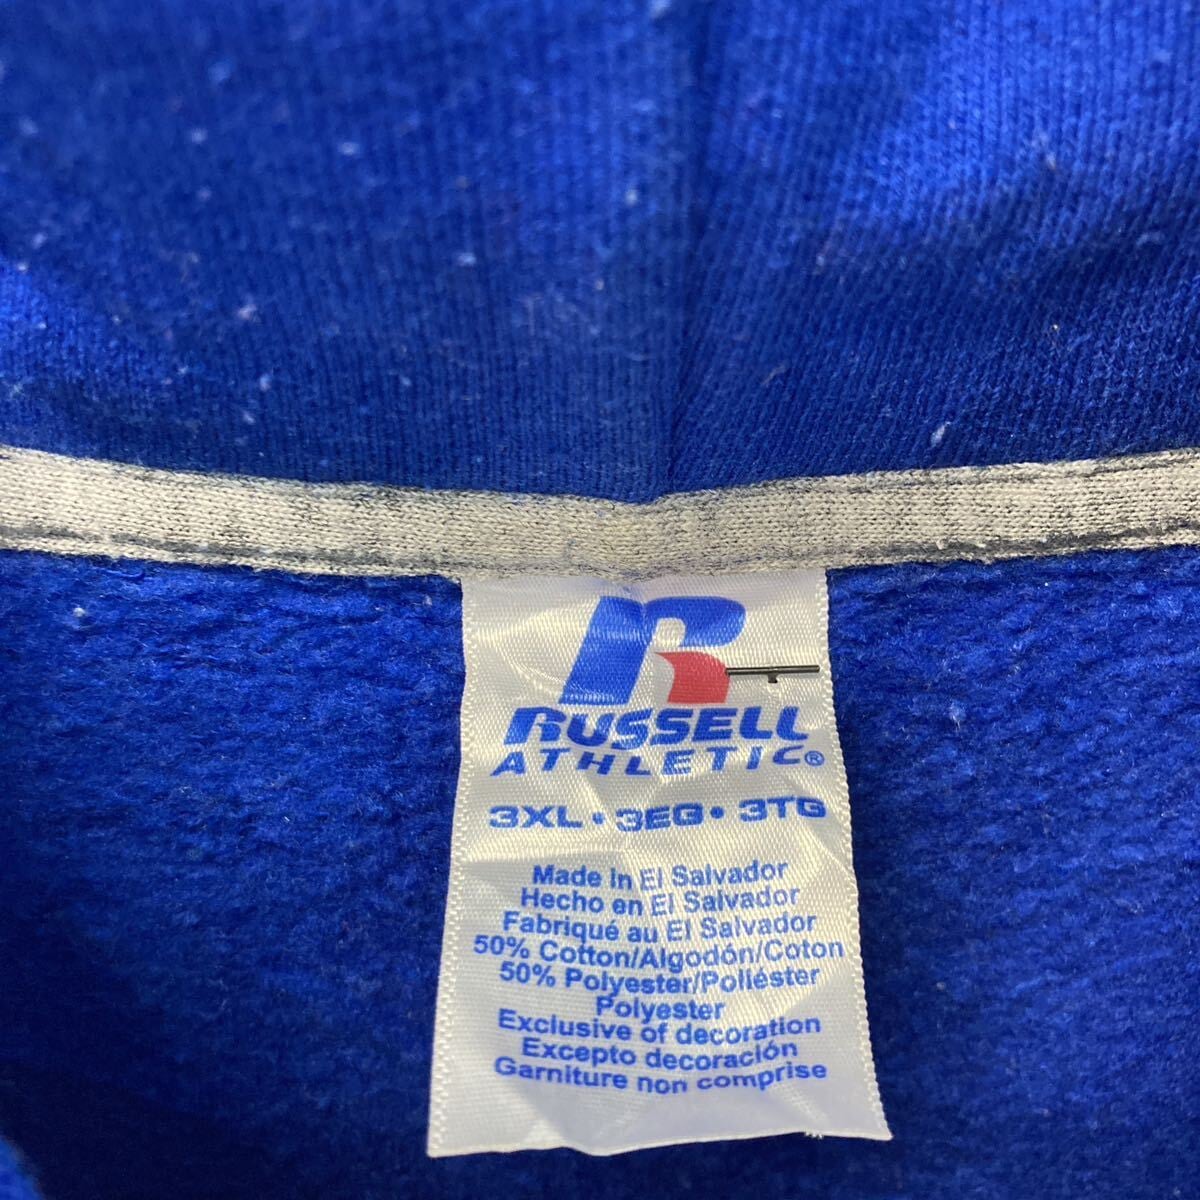 R
RUSSELL
ATHLETIC®
3XL • 3EG • 3TG
Made in El Salvador
Hecho en El Salvador
Fabriqué au El Salvador
50% Cotton/Algodón/Coton
50% Polyester/Poliéster
Polyester
Exclusive of decoration
Excepto decoración
Garniture non comprise